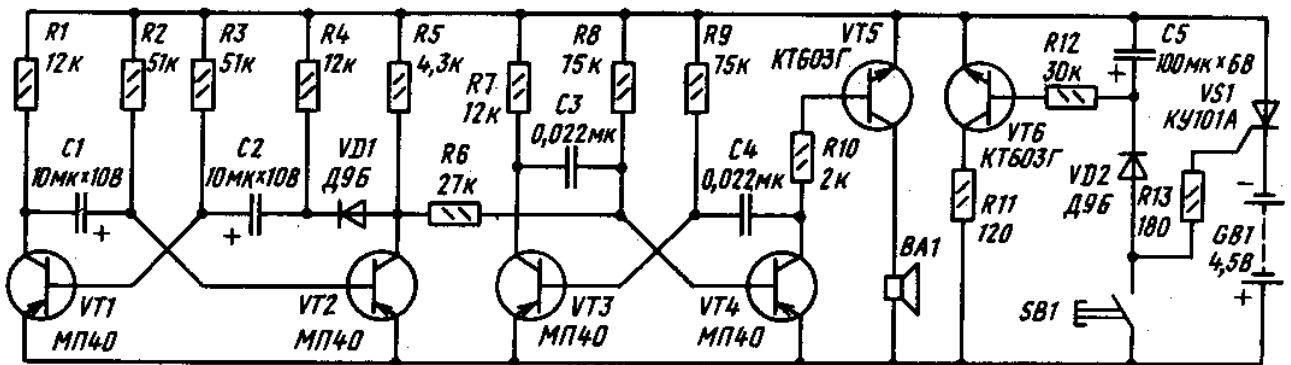 R1
12к
R2
51к
R3
51к
R4
12к
R5
4,3к
R7
12к
R8
75к
R9
75к
VT5
КТ603Г
R12
30к
C5
100мк×6В
+
VS1
КУ101А
C1
10мк×10В
+
C2
10мк×10В
+
VD1
Д9Б
R6
27к
C3
0,022мк
C4
0,022мк
R10
2к
VT6
КТ603Г
VD2
Д9Б
R13
180
R11
120
BA1
−
GB1
4,5В
+
SB1
VT1
МП40
VT2
МП40
VT3
МП40
VT4
МП40